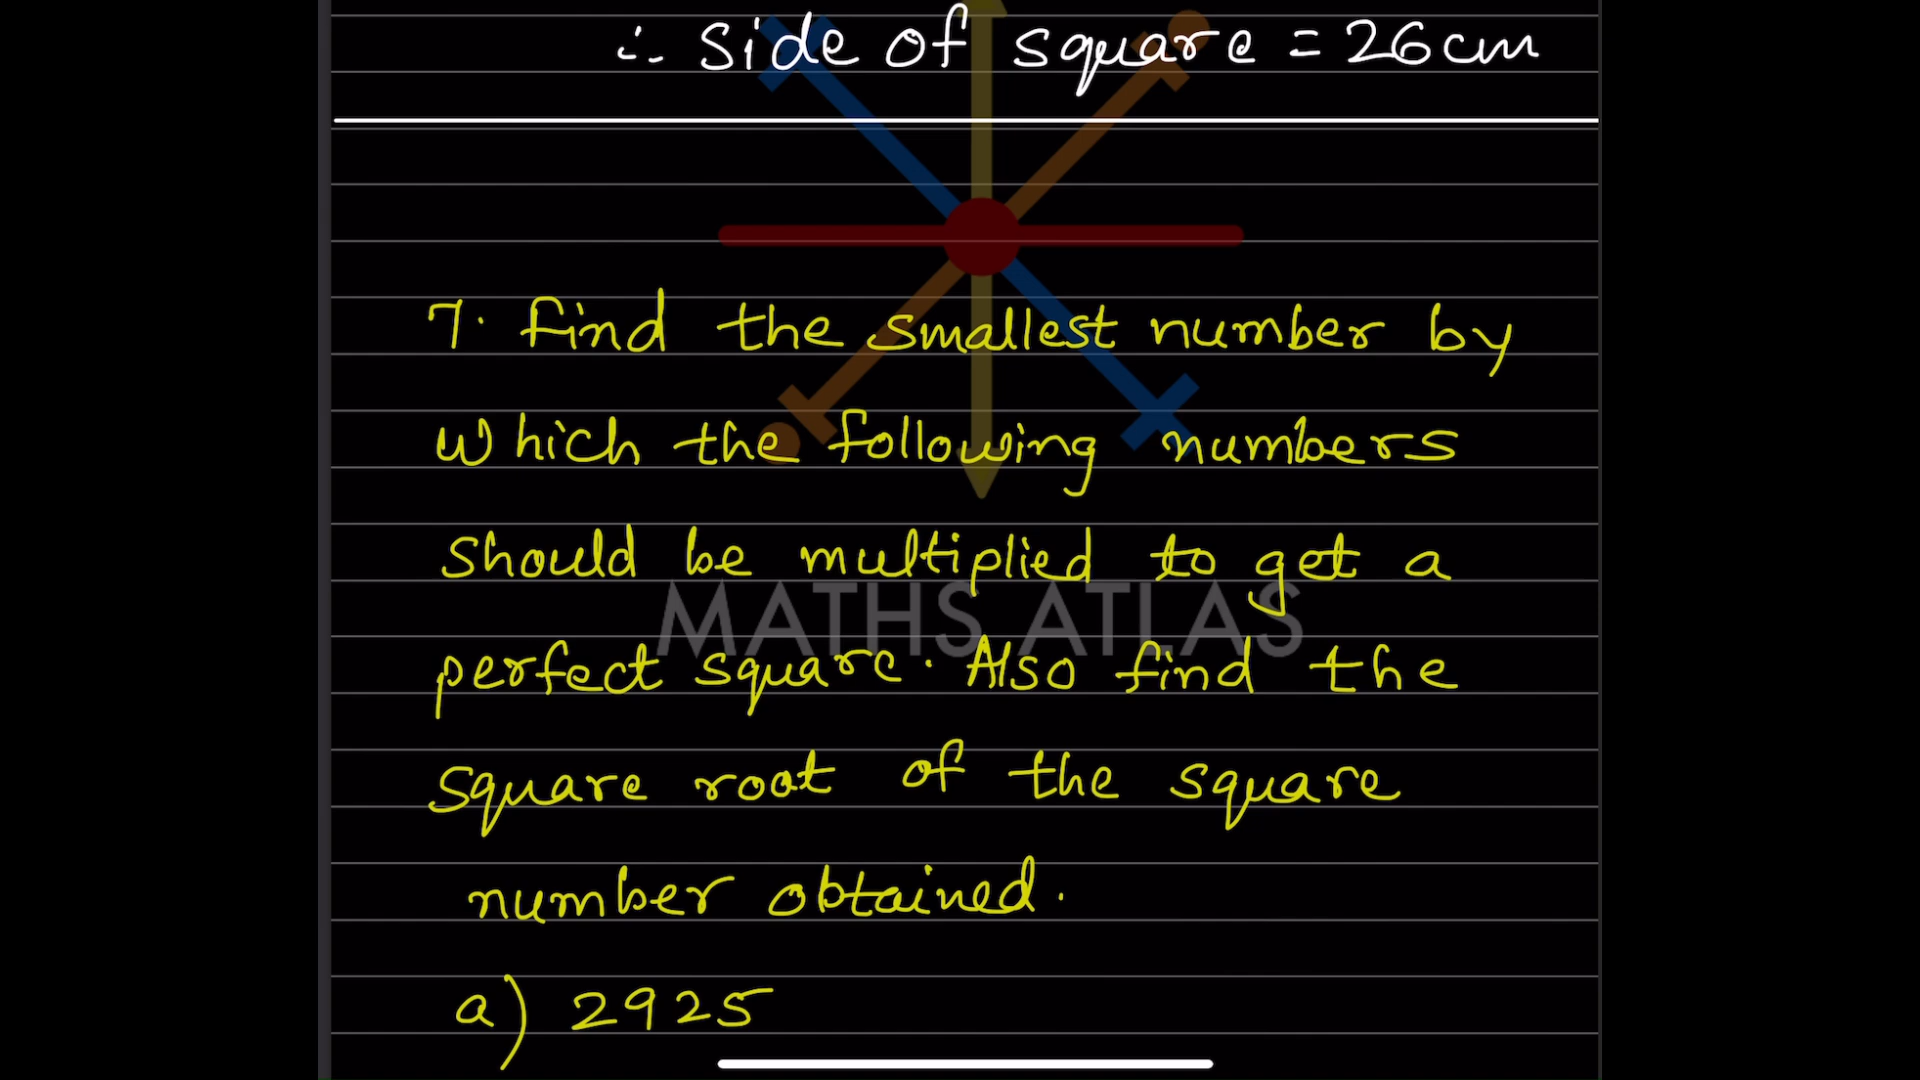 ∴ side of square = 26cm
7. find the smallest number by
which the following numbers
should be multiplied to get a
MATHS ATLAS
perfect square. Also find the
square root of the square
number obtained.
a) 2925